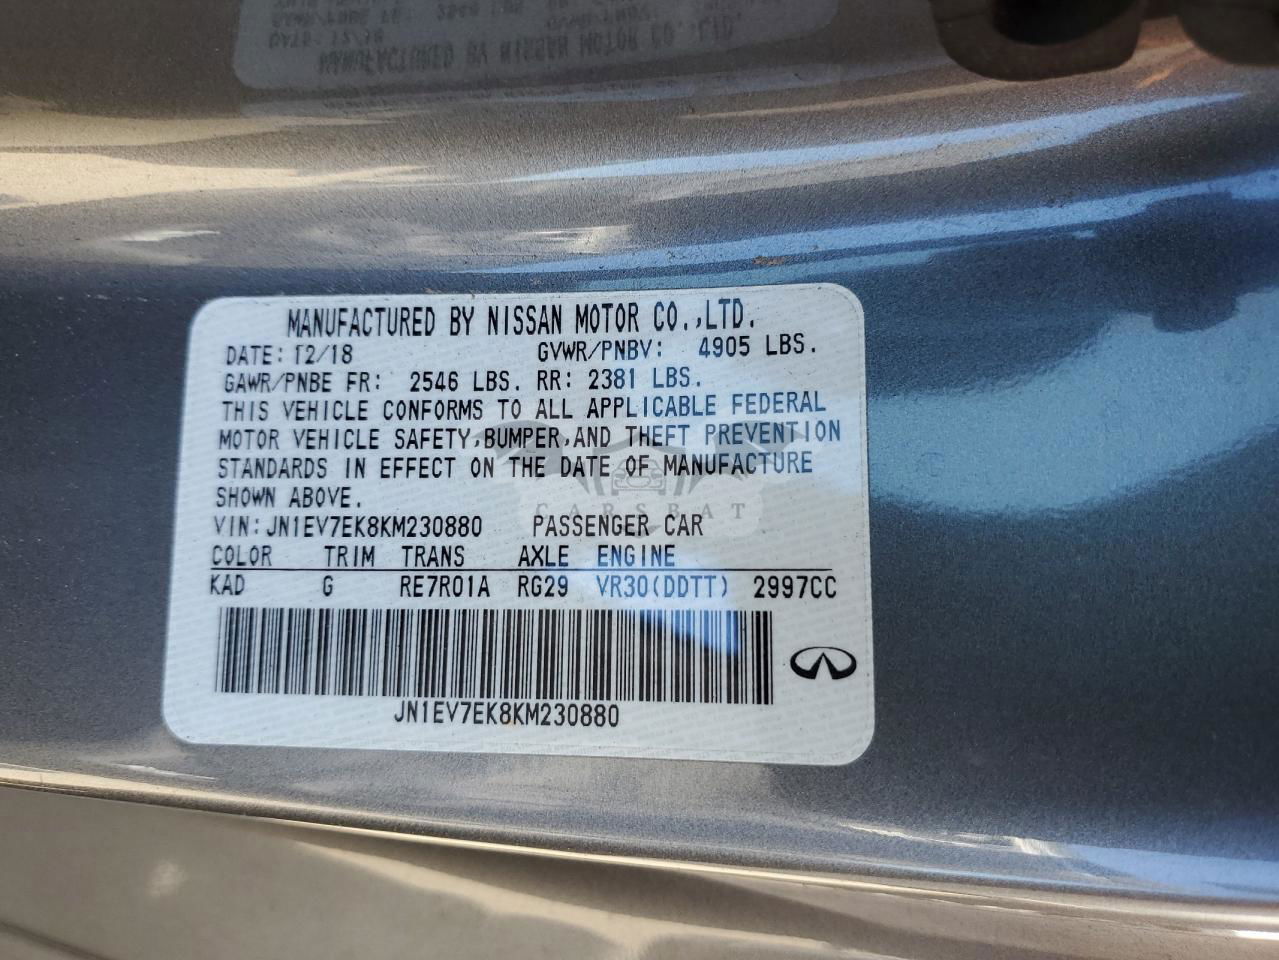 MANUFACTURED BY NISSAN MOTOR CO.,LTD.
DATE: 12/18 GVWR/PNBV: 4905 LBS.
GAWR/PNBE FR: 2546 LBS. RR: 2381 LBS.
THIS VEHICLE CONFORMS TO ALL APPLICABLE FEDERAL
MOTOR VEHICLE SAFETY,BUMPER,AND THEFT PREVENTION
STANDARDS IN EFFECT ON THE DATE OF MANUFACTURE
SHOWN ABOVE.
CARSBAT
VIN: JN1EV7EK8KM230880 PASSENGER CAR
COLOR TRIM TRANS AXLE ENGINE
KAD G RE7R01A RG29 VR30(DDTT) 2997CC
JN1EV7EK8KM230880